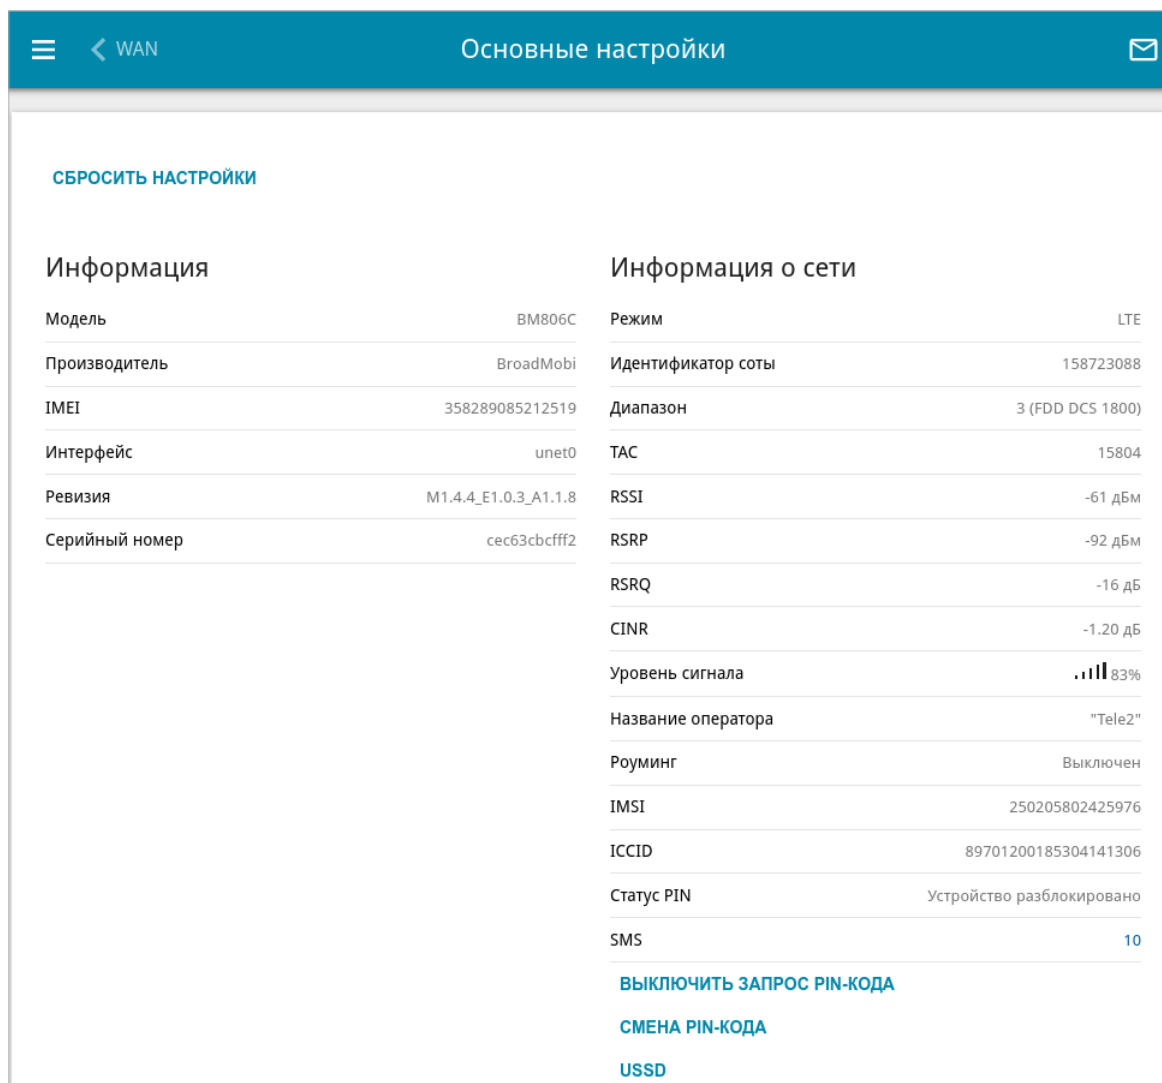 WAN
Основные настройки
СБРОСИТЬ НАСТРОЙКИ
Информация
Модель BM806C
Производитель BroadMobi
IMEI 358289085212519
Интерфейс unet0
Ревизия M1.4.4_E1.0.3_A1.1.8
Серийный номер cec63cbcfff2
Информация о сети
Режим LTE
Идентификатор соты 158723088
Диапазон 3 (FDD DCS 1800)
TAC 15804
RSSI -61 дБм
RSRP -92 дБм
RSRQ -16 дБ
CINR -1.20 дБ
Уровень сигнала 83%
Название оператора "Tele2"
Роуминг Выключен
IMSI 250205802425976
ICCID 89701200185304141306
Статус PIN Устройство разблокировано
SMS 10
ВЫКЛЮЧИТЬ ЗАПРОС PIN-КОДА
СМЕНА PIN-КОДА
USSD